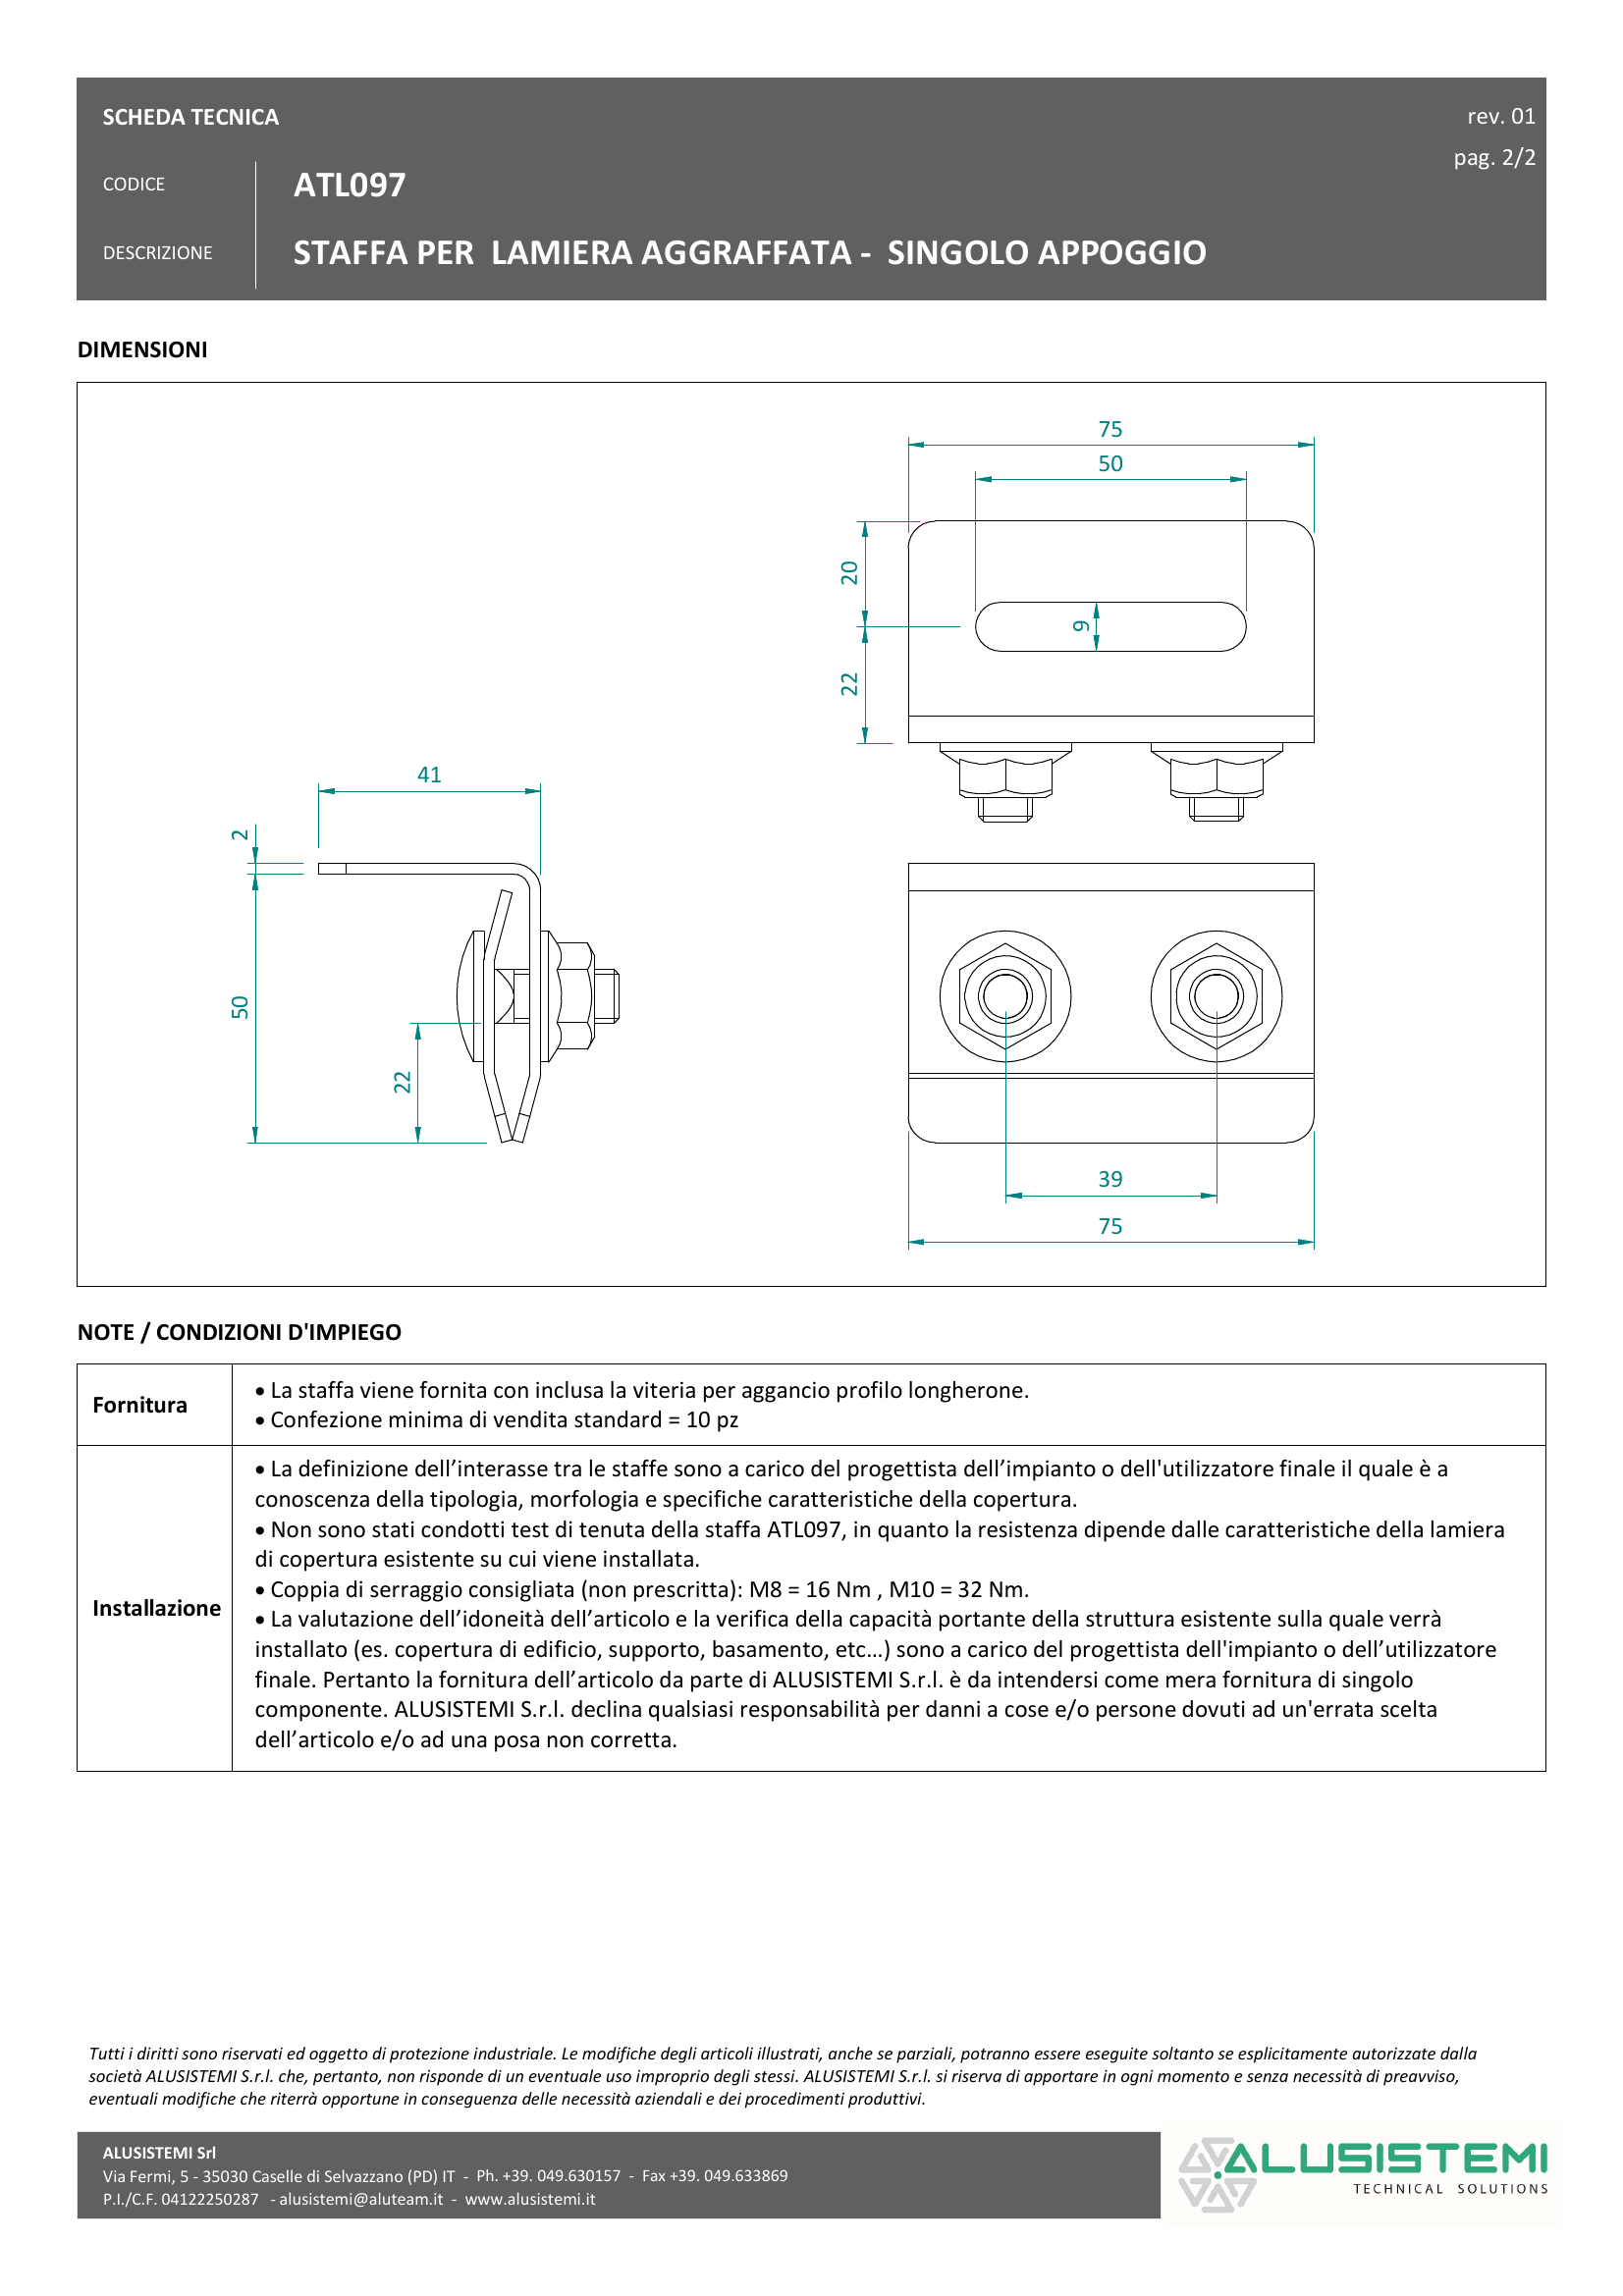 SCHEDA TECNICA
rev. 01
pag. 2/2
CODICE
ATL097
DESCRIZIONE
STAFFA PER  LAMIERA AGGRAFFATA -  SINGOLO APPOGGIO
DIMENSIONI
75
50
20
9
22
41
2
50
22
39
75
NOTE / CONDIZIONI D'IMPIEGO
Fornitura
• La staffa viene fornita con inclusa la viteria per aggancio profilo longherone.
• Confezione minima di vendita standard = 10 pz
Installazione
• La definizione dell’interasse tra le staffe sono a carico del progettista dell’impianto o dell'utilizzatore finale il quale è a
conoscenza della tipologia, morfologia e specifiche caratteristiche della copertura.
• Non sono stati condotti test di tenuta della staffa ATL097, in quanto la resistenza dipende dalle caratteristiche della lamiera
di copertura esistente su cui viene installata.
• Coppia di serraggio consigliata (non prescritta): M8 = 16 Nm , M10 = 32 Nm.
• La valutazione dell’idoneità dell’articolo e la verifica della capacità portante della struttura esistente sulla quale verrà
installato (es. copertura di edificio, supporto, basamento, etc…) sono a carico del progettista dell'impianto o dell’utilizzatore
finale. Pertanto la fornitura dell’articolo da parte di ALUSISTEMI S.r.l. è da intendersi come mera fornitura di singolo
componente. ALUSISTEMI S.r.l. declina qualsiasi responsabilità per danni a cose e/o persone dovuti ad un'errata scelta
dell’articolo e/o ad una posa non corretta.
Tutti i diritti sono riservati ed oggetto di protezione industriale. Le modifiche degli articoli illustrati, anche se parziali, potranno essere eseguite soltanto se esplicitamente autorizzate dalla
società ALUSISTEMI S.r.l. che, pertanto, non risponde di un eventuale uso improprio degli stessi. ALUSISTEMI S.r.l. si riserva di apportare in ogni momento e senza necessità di preavviso,
eventuali modifiche che riterrà opportune in conseguenza delle necessità aziendali e dei procedimenti produttivi.
ALUSISTEMI Srl
Via Fermi, 5 - 35030 Caselle di Selvazzano (PD) IT  -  Ph. +39. 049.630157  -  Fax +39. 049.633869
P.I./C.F. 04122250287   - alusistemi@aluteam.it  -  www.alusistemi.it
ALUSISTEMI
TECHNICAL SOLUTIONS